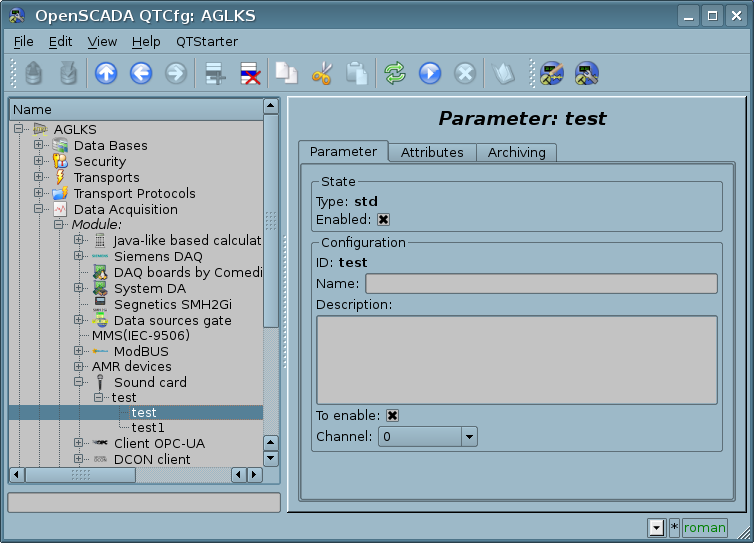 OpenSCADA QTCfg: AGLKS
File Edit View Help QTStarter
Name
AGLKS
Data Bases
Security
Transports
Transport Protocols
Data Acquisition
Module:
Java-like based calculat
Siemens DAQ
DAQ boards by Comedi
System DA
Segnetics SMH2Gi
Data sources gate
MMS(IEC-9506)
ModBUS
AMR devices
Sound card
test
test
test1
Client OPC-UA
DCON client
Parameter: test
Parameter Attributes Archiving
State
Type: std
Enabled:
Configuration
ID: test
Name:
Description:
To enable:
Channel: 0
* roman